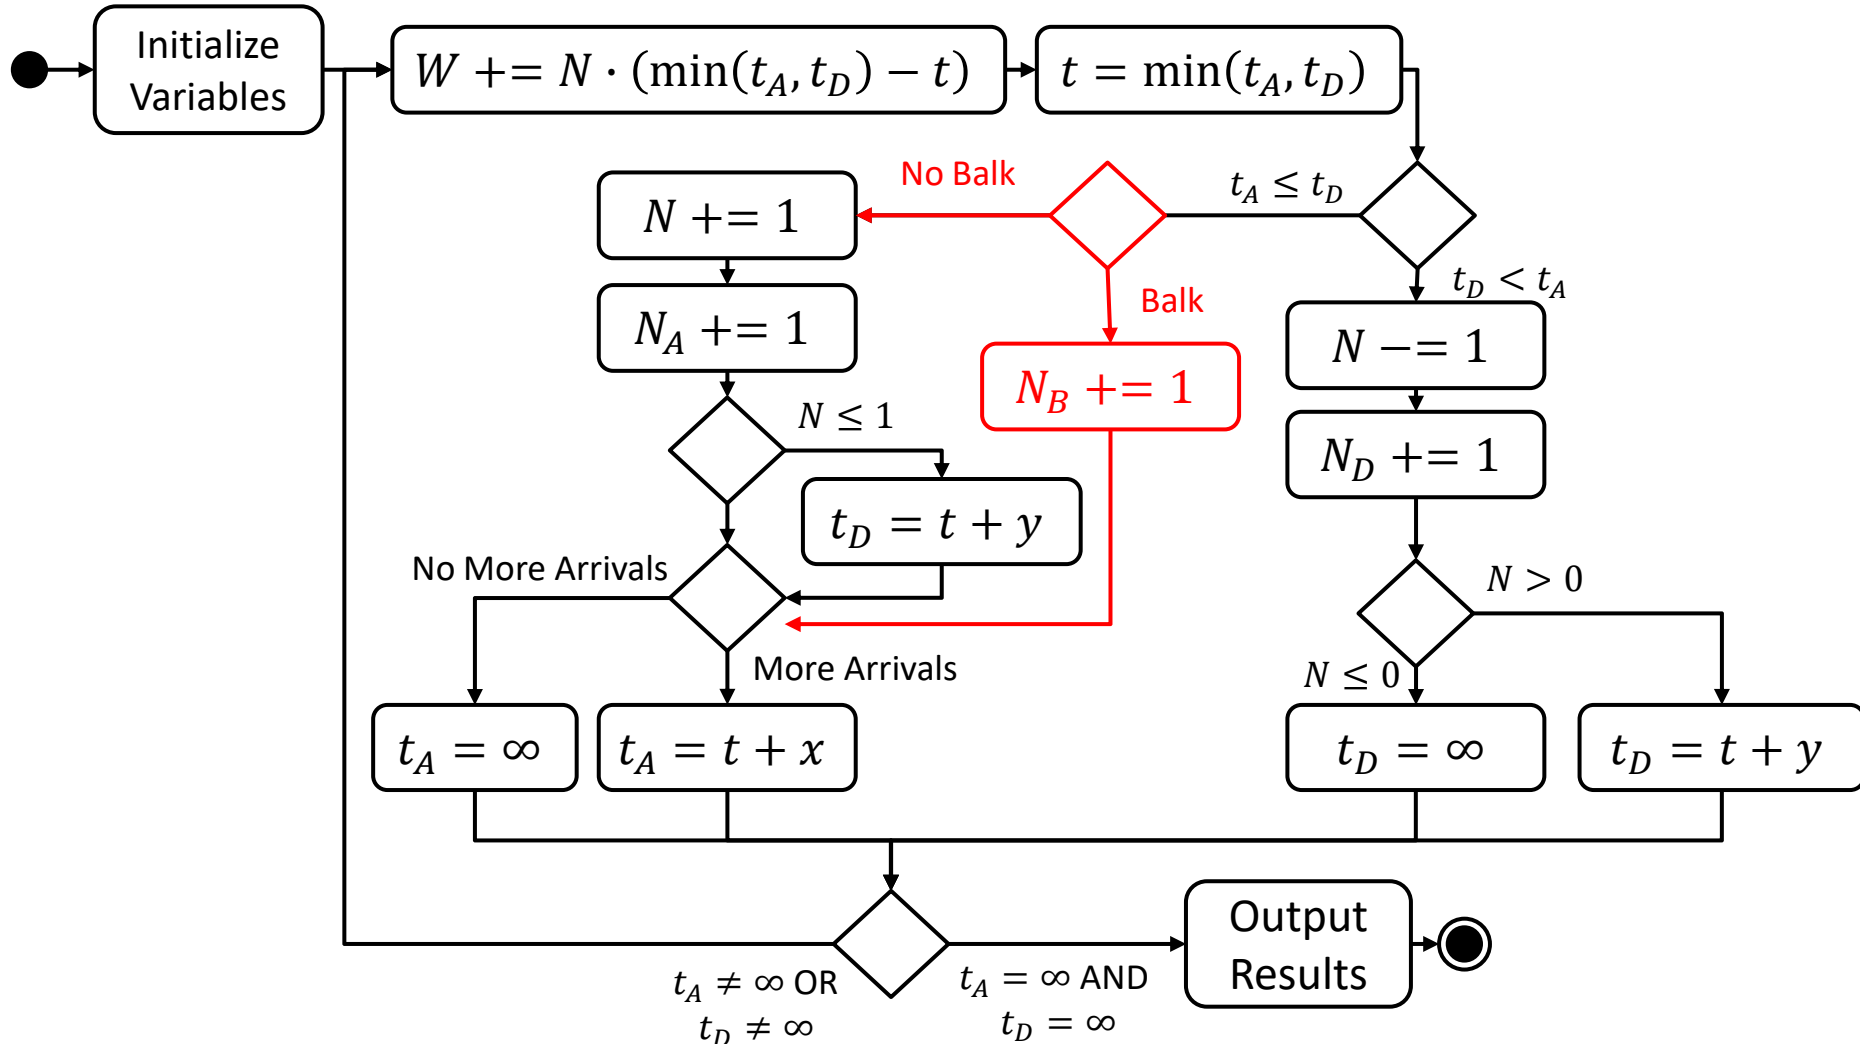 Initialize
Variables
W += N · (min(t_A, t_D) − t)
t = min(t_A, t_D)
No Balk
t_A ≤ t_D
N += 1
t_D < t_A
Balk
N_A += 1
N −= 1
N_B += 1
N ≤ 1
N_D += 1
t_D = t + y
No More Arrivals
N > 0
More Arrivals
N ≤ 0
t_A = ∞
t_A = t + x
t_D = ∞
t_D = t + y
Output
Results
t_A ≠ ∞ OR
t_D ≠ ∞
t_A = ∞ AND
t_D = ∞